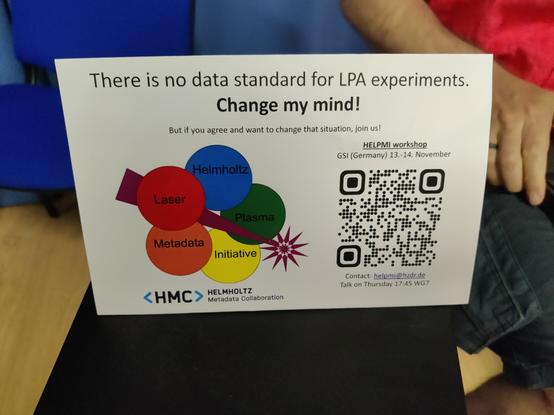 There is no data standard for LPA experiments.
Change my mind!
But if you agree and want to change that situation, join us!
HELPMI workshop
GSI (Germany) 13.-14. November
Helmholtz
Laser
Plasma
Metadata
Initiative
<HMC> HELMHOLTZ
Metadata Collaboration
Contact: helpmi@hzdr.de
Talk on Thursday 17:45 WG7